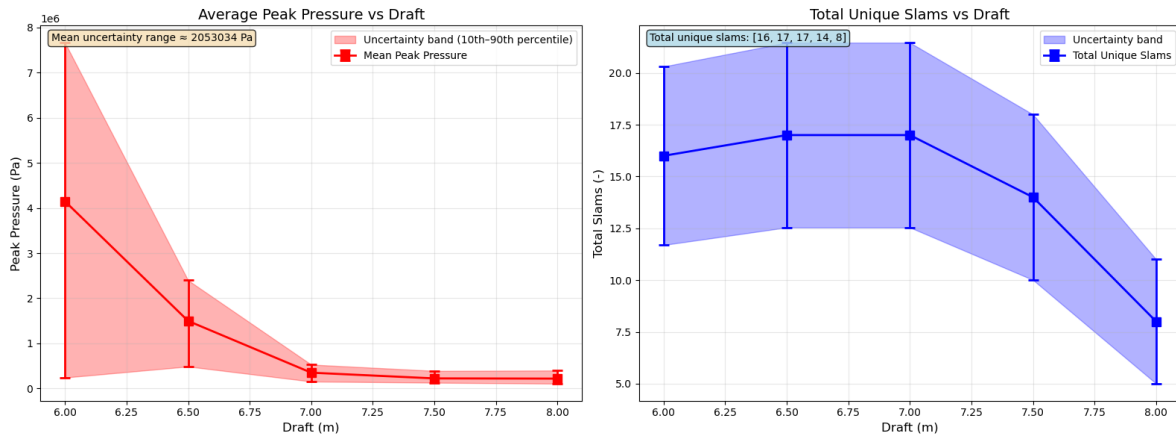 Average Peak Pressure vs Draft
1e6
Mean uncertainty range ≈ 2053034 Pa
Uncertainty band (10th–90th percentile)
Mean Peak Pressure
Peak Pressure (Pa)
8
7
6
5
4
3
2
1
0
6.00 6.25 6.50 6.75 7.00 7.25 7.50 7.75 8.00
Draft (m)
Total Unique Slams vs Draft
Total unique slams: [16, 17, 17, 14, 8]
Uncertainty band
Total Unique Slams
Total Slams (-)
20.0
17.5
15.0
12.5
10.0
7.5
5.0
6.00 6.25 6.50 6.75 7.00 7.25 7.50 7.75 8.00
Draft (m)